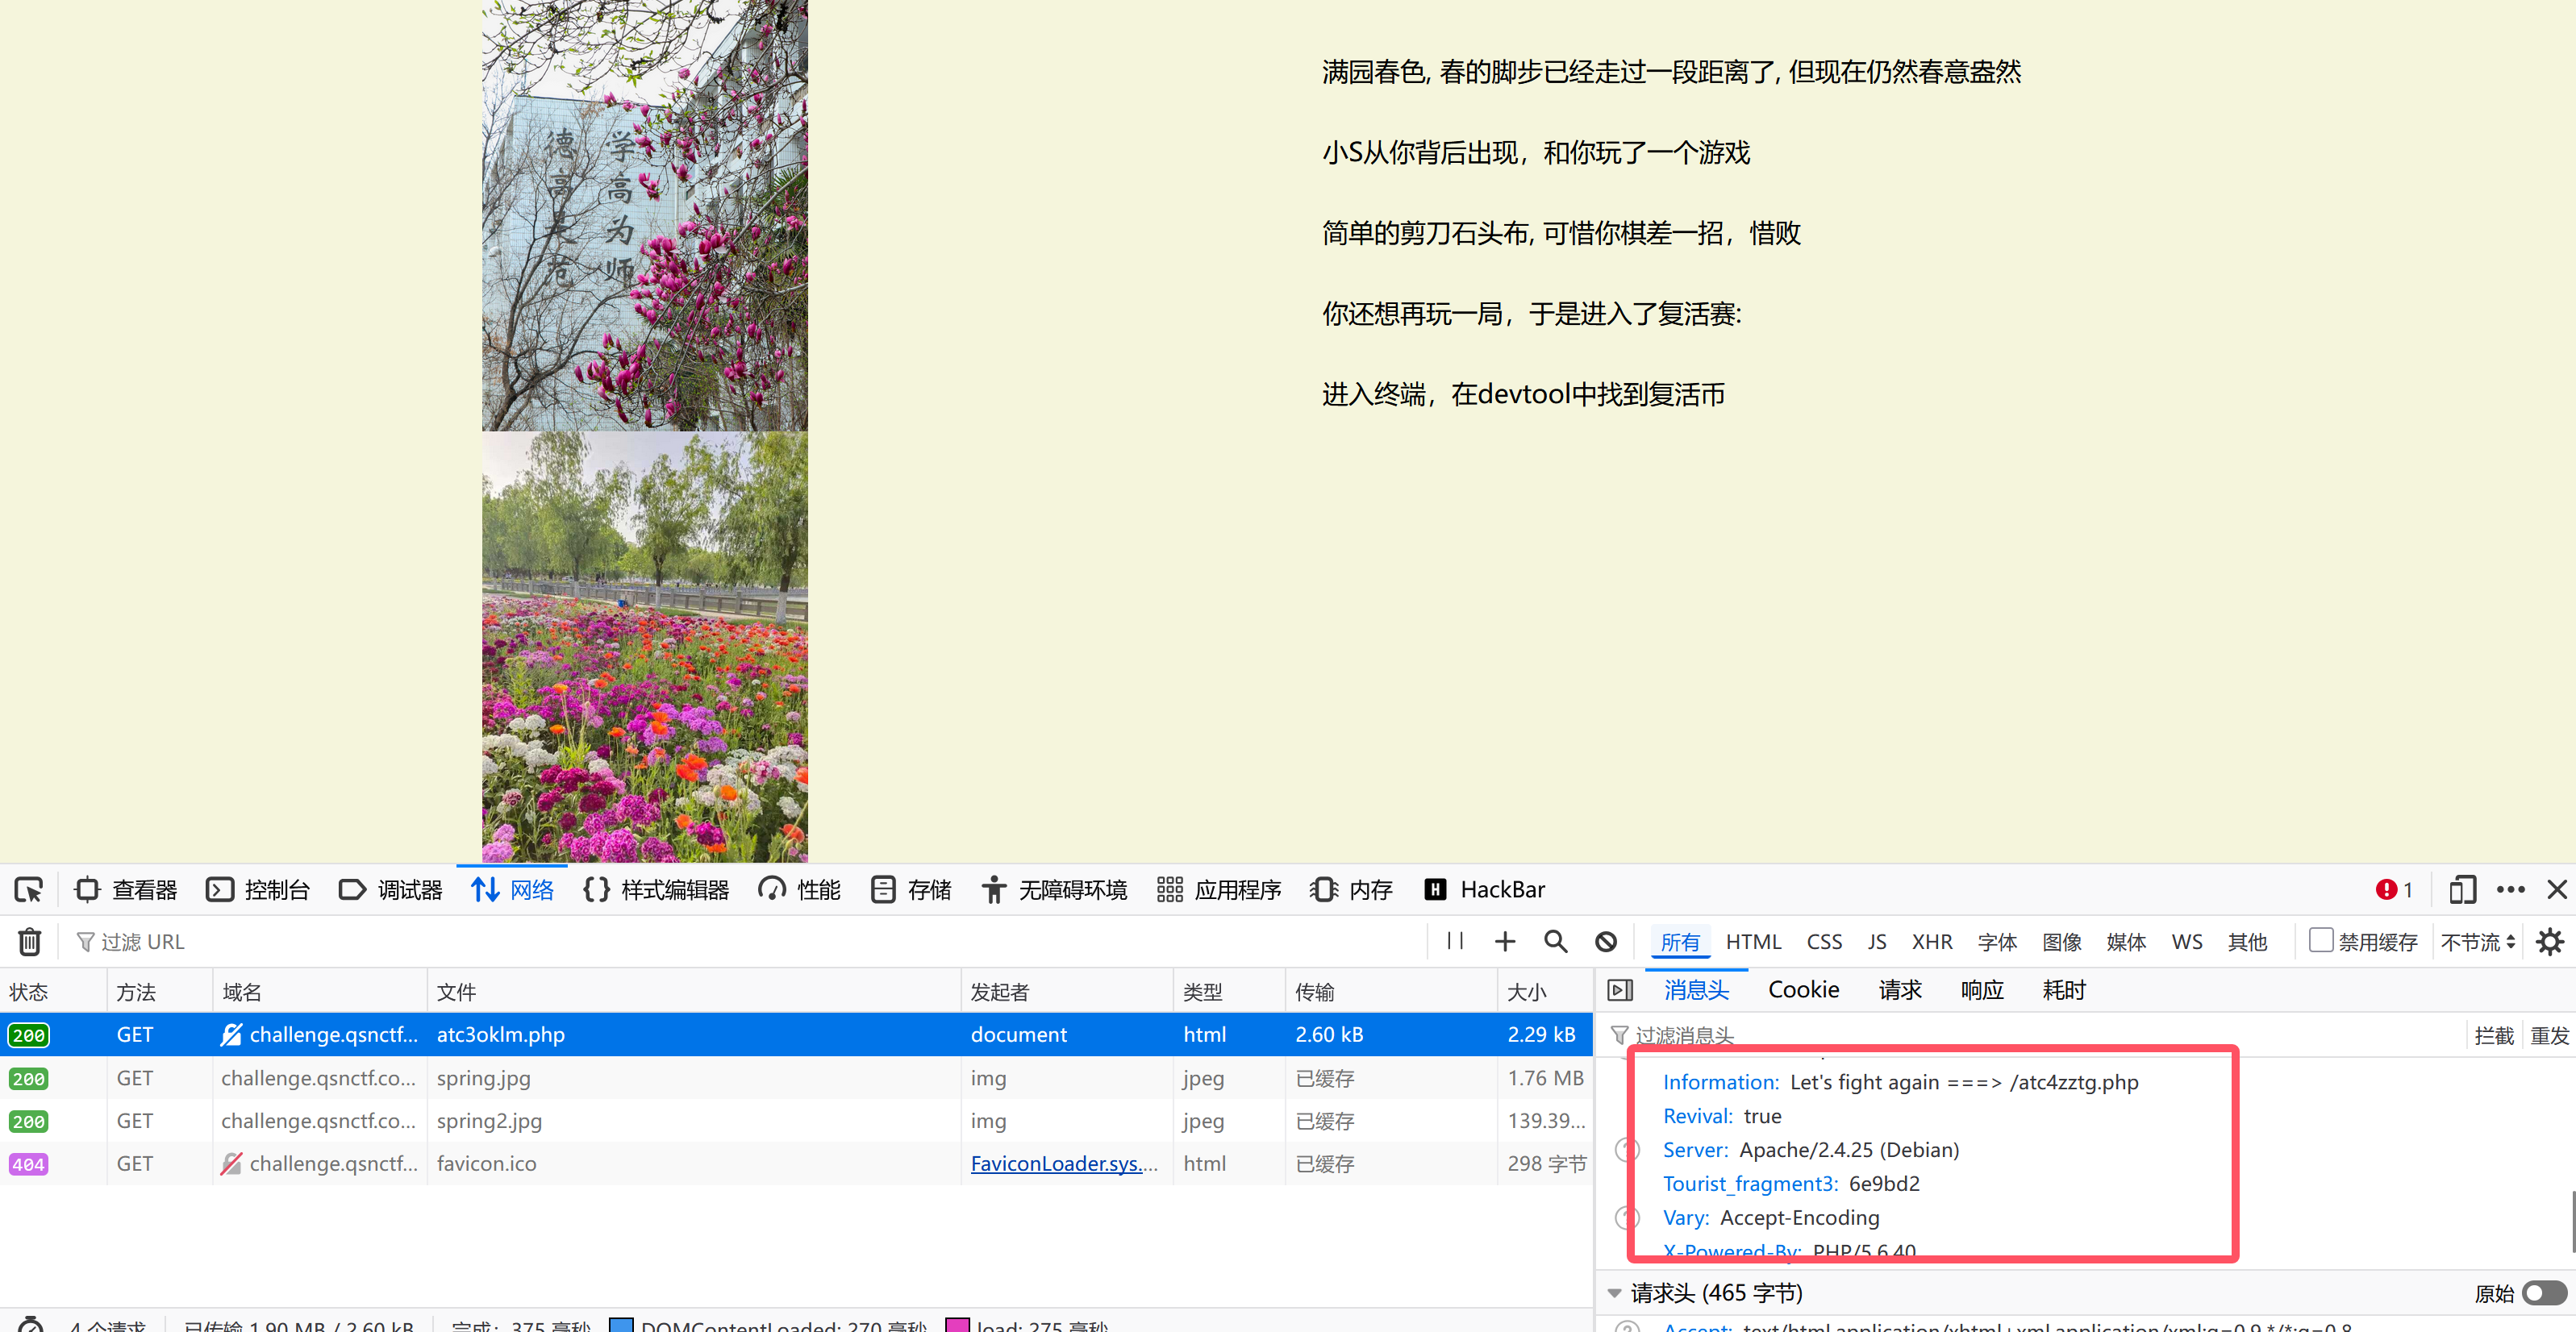 德 学
高 高
是 为
范 师
满园春色, 春的脚步已经走过一段距离了, 但现在仍然春意盎然
小S从你背后出现，和你玩了一个游戏
简单的剪刀石头布, 可惜你棋差一招，惜败
你还想再玩一局，于是进入了复活赛:
进入终端，在devtool中找到复活币
查看器 控制台 调试器 网络 样式编辑器 性能 存储 无障碍环境 应用程序 内存 H HackBar 1
过滤 URL 所有 HTML CSS JS XHR 字体 图像 媒体 WS 其他 禁用缓存 不节流
状态 方法 域名 文件 发起者 类型 传输 大小
200 GET challenge.qsnctf... atc3oklm.php document html 2.60 kB 2.29 kB
200 GET challenge.qsnctf.co... spring.jpg img jpeg 已缓存 1.76 MB
200 GET challenge.qsnctf.co... spring2.jpg img jpeg 已缓存 139.39...
404 GET challenge.qsnctf... favicon.ico FaviconLoader.sys.... html 已缓存 298 字节
4 个请求 已传输 1.90 MB / 2.60 kB 完成：375 毫秒 DOMContentLoaded: 270 毫秒 load: 275 毫秒
消息头 Cookie 请求 响应 耗时
过滤消息头 拦截 重发
Information: Let's fight again ===> /atc4zztg.php
Revival: true
Server: Apache/2.4.25 (Debian)
Tourist_fragment3: 6e9bd2
Vary: Accept-Encoding
X-Powered-By: PHP/5.6.40
请求头 (465 字节) 原始
Accept: text/html,application/xhtml+xml,application/xml;q=0.9,*/*;q=0.8